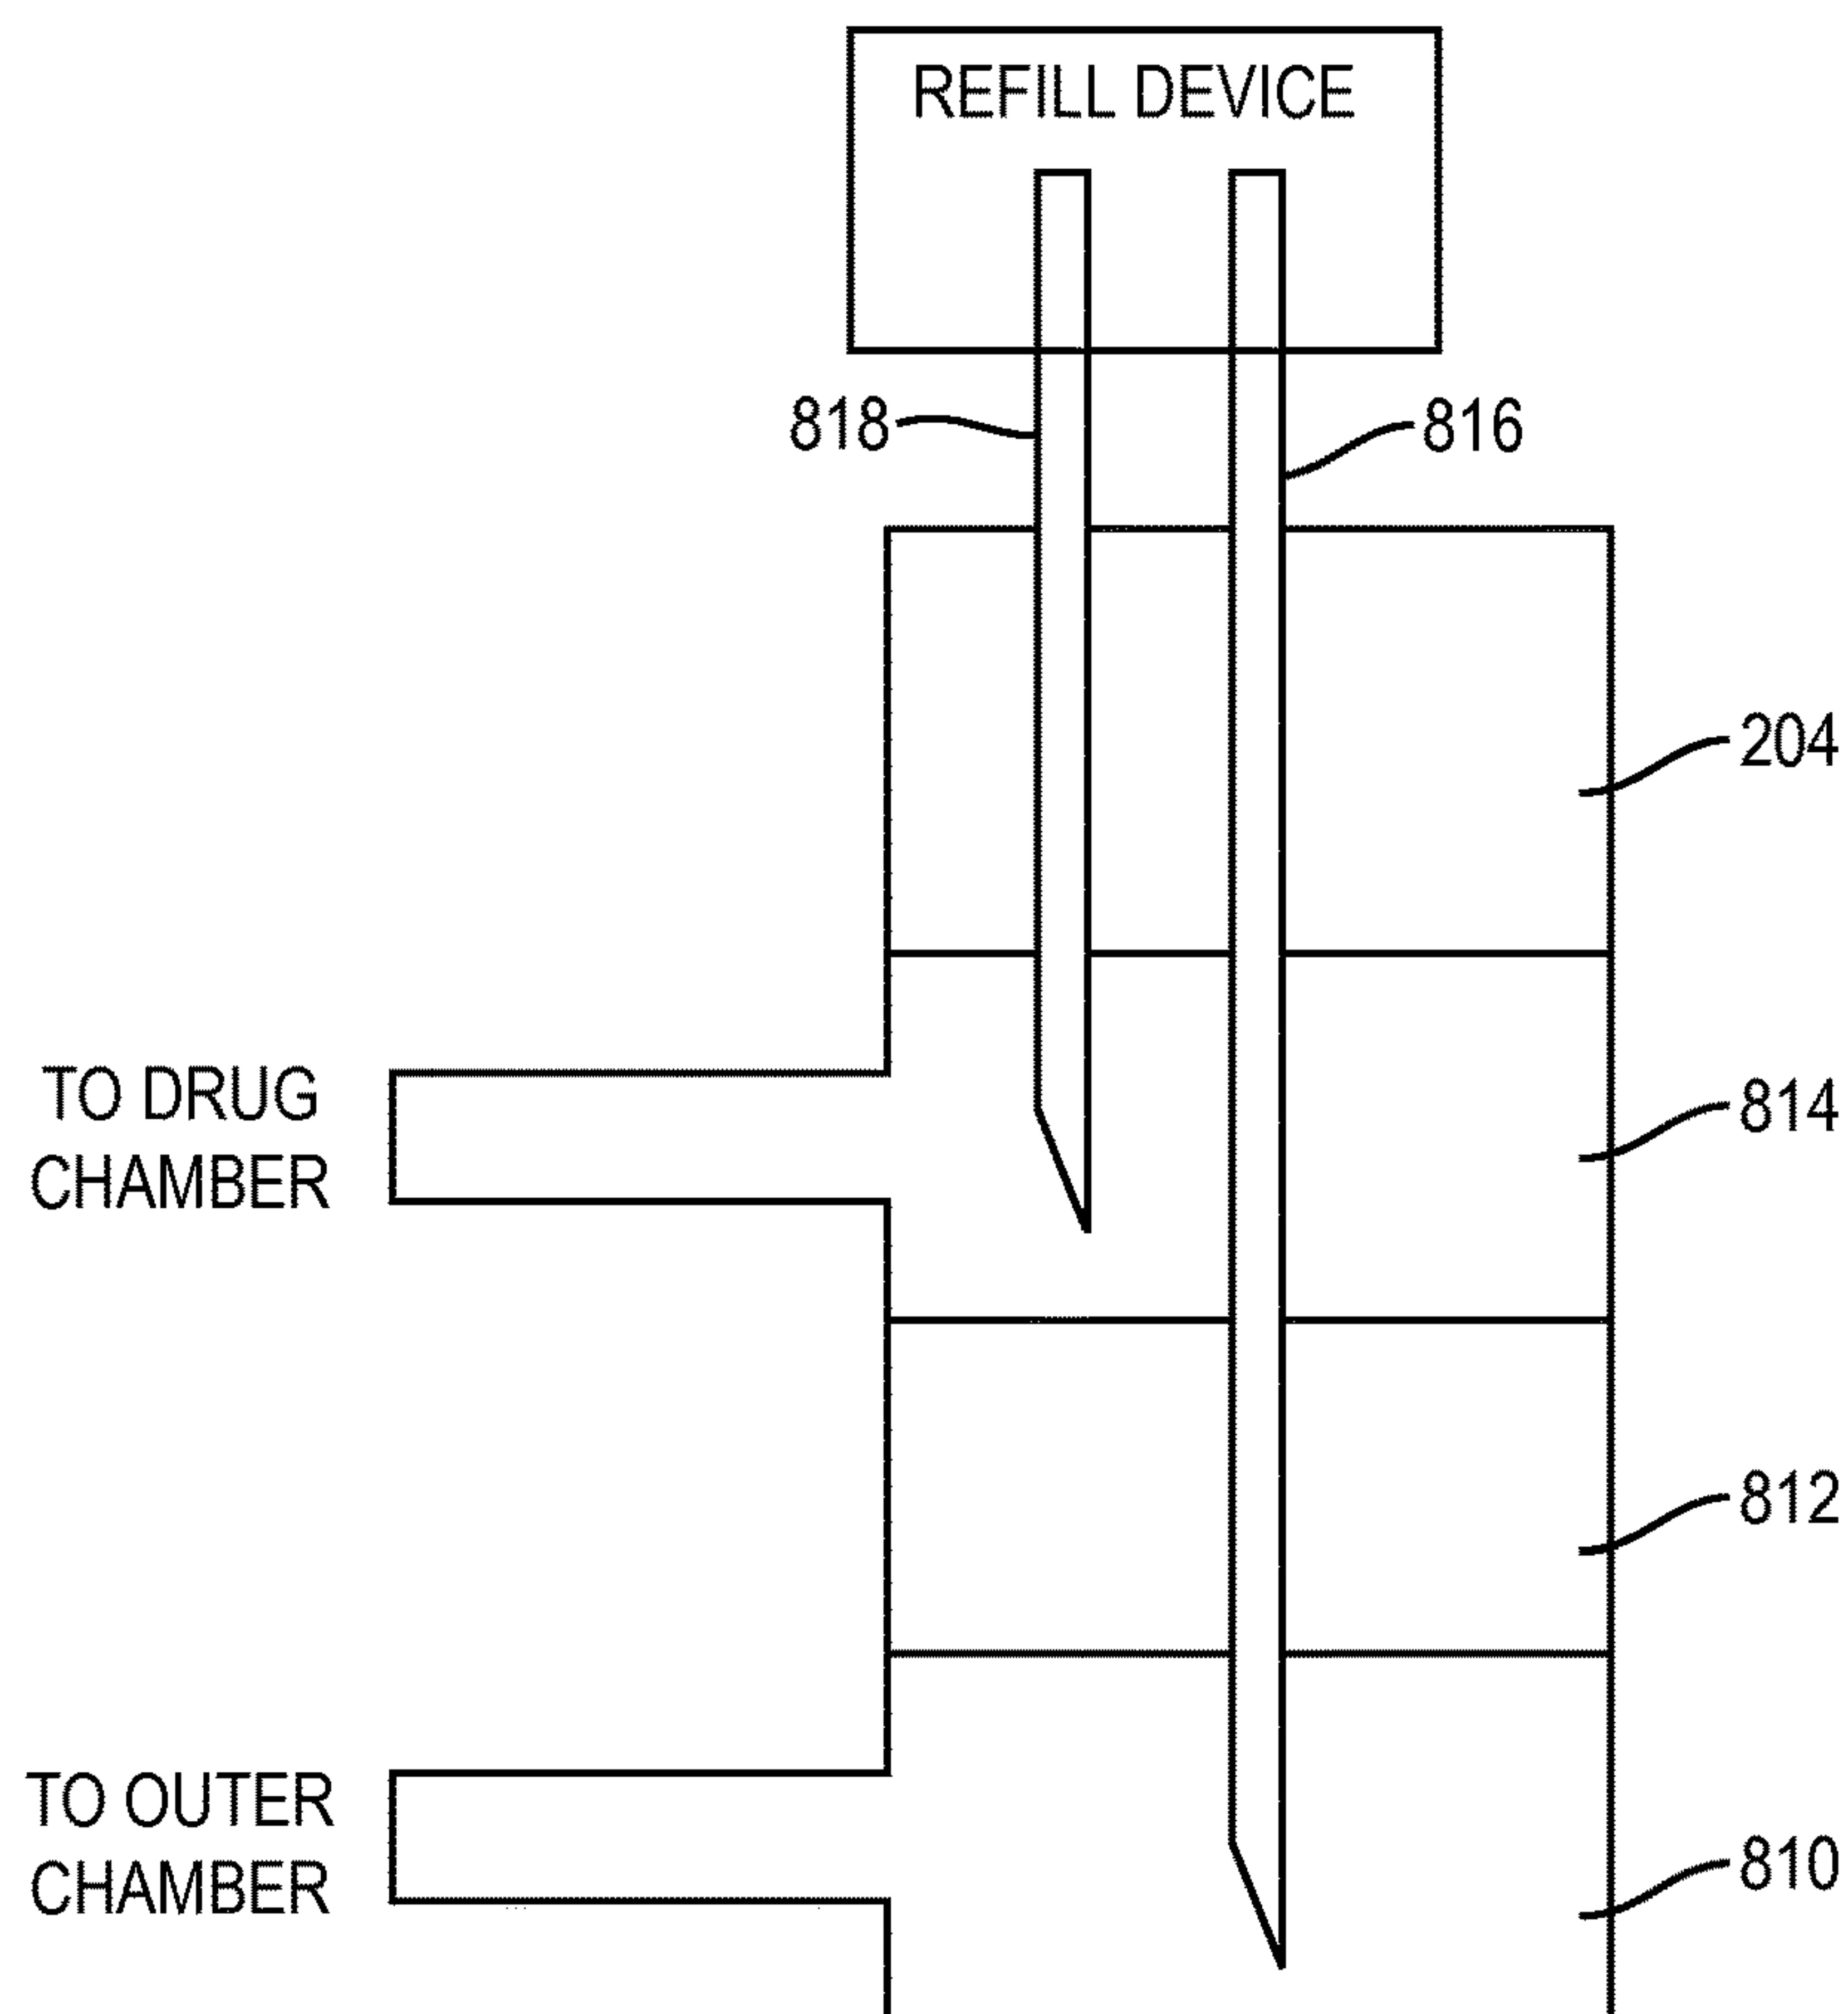 REFILL DEVICE
818
816
204
TO DRUG
CHAMBER
814
812
TO OUTER
CHAMBER
810